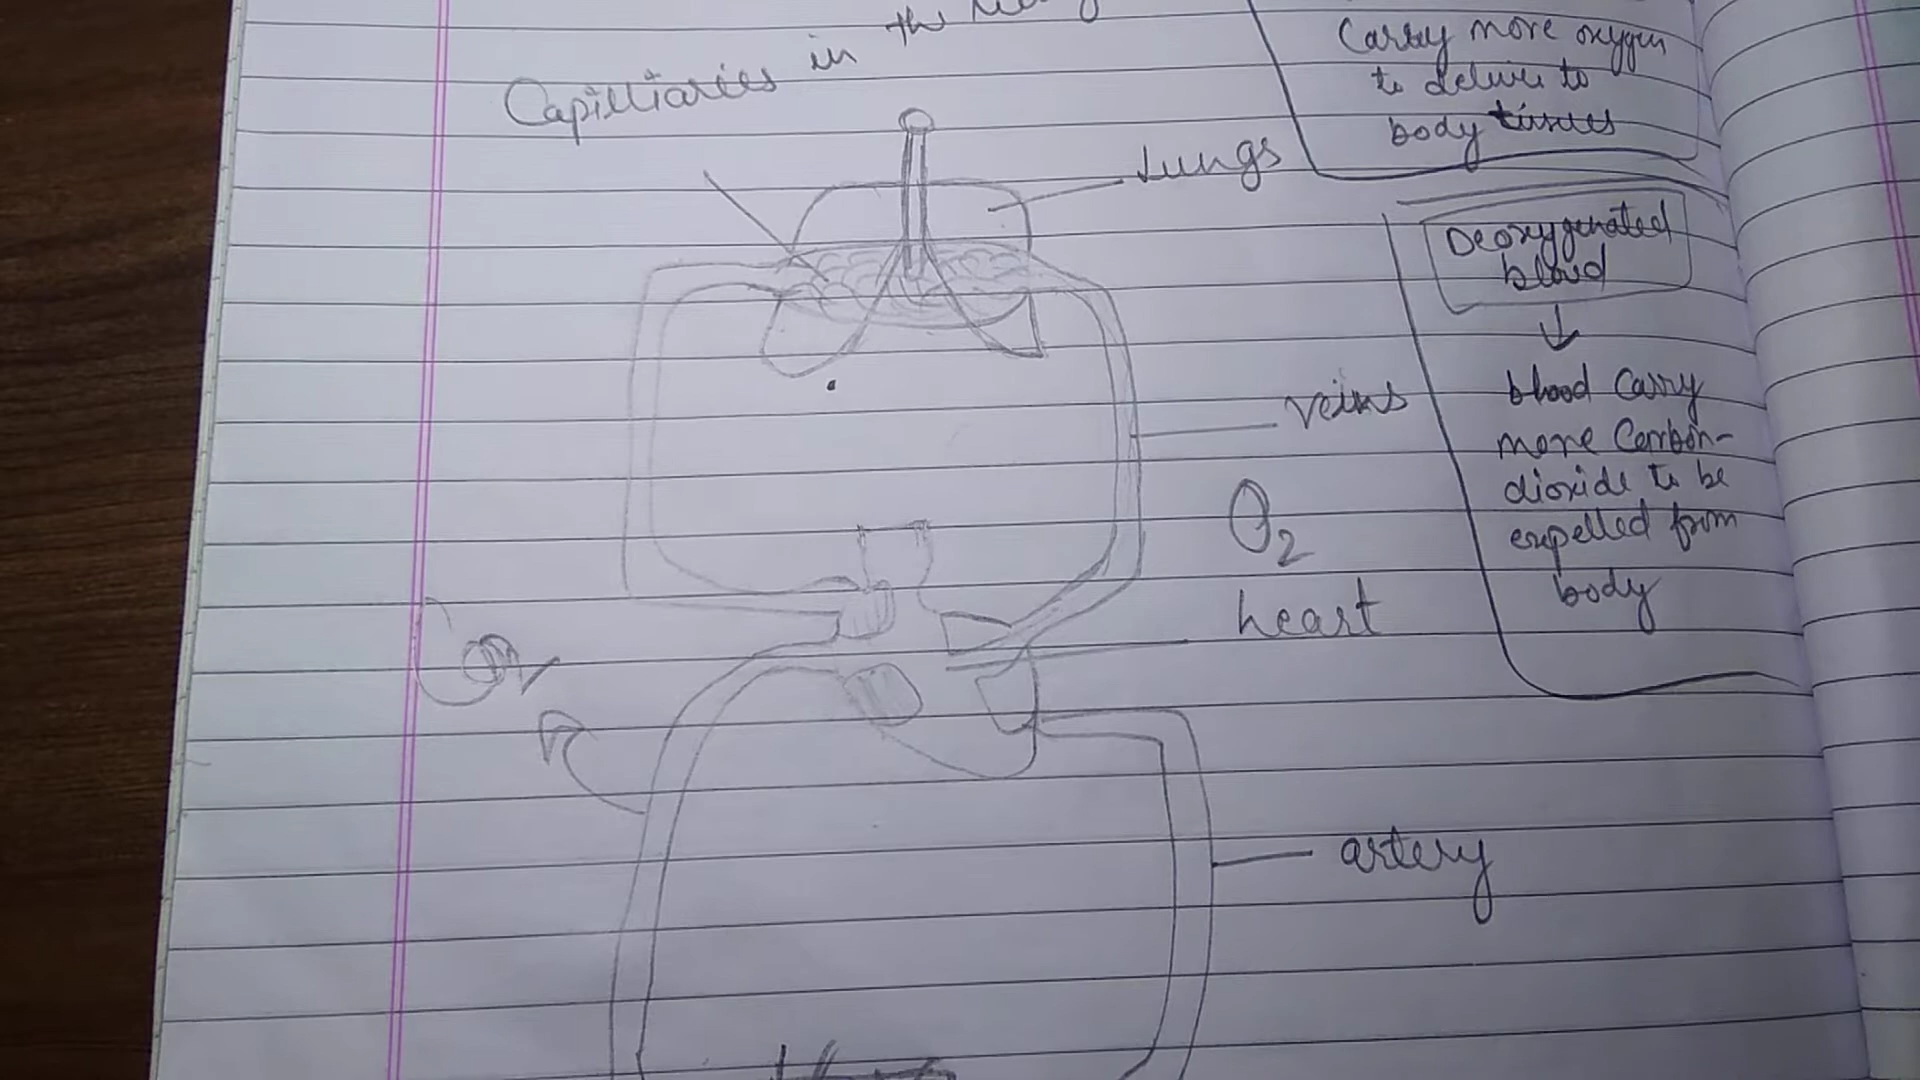 Capilliaries in the
Lungs
veins
O2
heart
artery
Carry more oxygen
to deliver to
body tissues
Deoxygenated
blood
blood Carry
more Carbon-
dioxide to be
expelled from
body